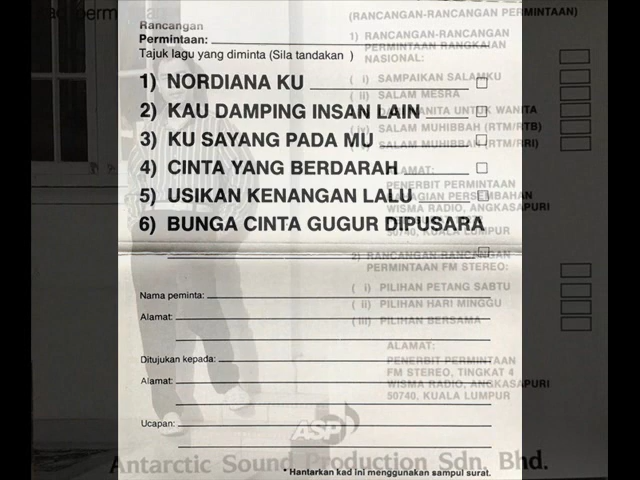 Rancangan
Permintaan:
Tajuk lagu yang diminta (Sila tandakan )
1) NORDIANA KU
2) KAU DAMPING INSAN LAIN
3) KU SAYANG PADA MU
4) CINTA YANG BERDARAH
5) USIKAN KENANGAN LALU
6) BUNGA CINTA GUGUR DIPUSARA
Nama peminta:
Alamat:
Ditujukan kepada:
Alamat:
Ucapan:
* Hantarkan kad ini menggunakan sampul surat.
(RANCANGAN-RANCANGAN PERMINTAAN)
1) RANCANGAN-RANCANGAN
PERMINTAAN RANGKAIAN
NASIONAL:
( i) SAMPAIKAN SALAMKU
( ii) SALAM MESRA
WANITA UNTUK WANITA
(iv) SALAM MUHIBBAH (RTM/RTB)
SALAM MUHIBBAH (RTM/RRI)
ALAMAT:
PENERBIT PERMINTAAN
BAHAGIAN PERSEMBAHAN
WISMA RADIO, ANGKASAPURI
50740, KUALA LUMPUR
2) RANCANGAN-RANCANGAN
PERMINTAAN FM STEREO:
( i) PILIHAN PETANG SABTU
( ii) PILIHAN HARI MINGGU
(iii) PILIHAN BERSAMA
ALAMAT:
PENERBIT PERMINTAAN
FM STEREO, TINGKAT 4
WISMA RADIO, ANGKASAPURI
50740, KUALA LUMPUR
ASP
Antarctic Sound Production Sdn. Bhd.